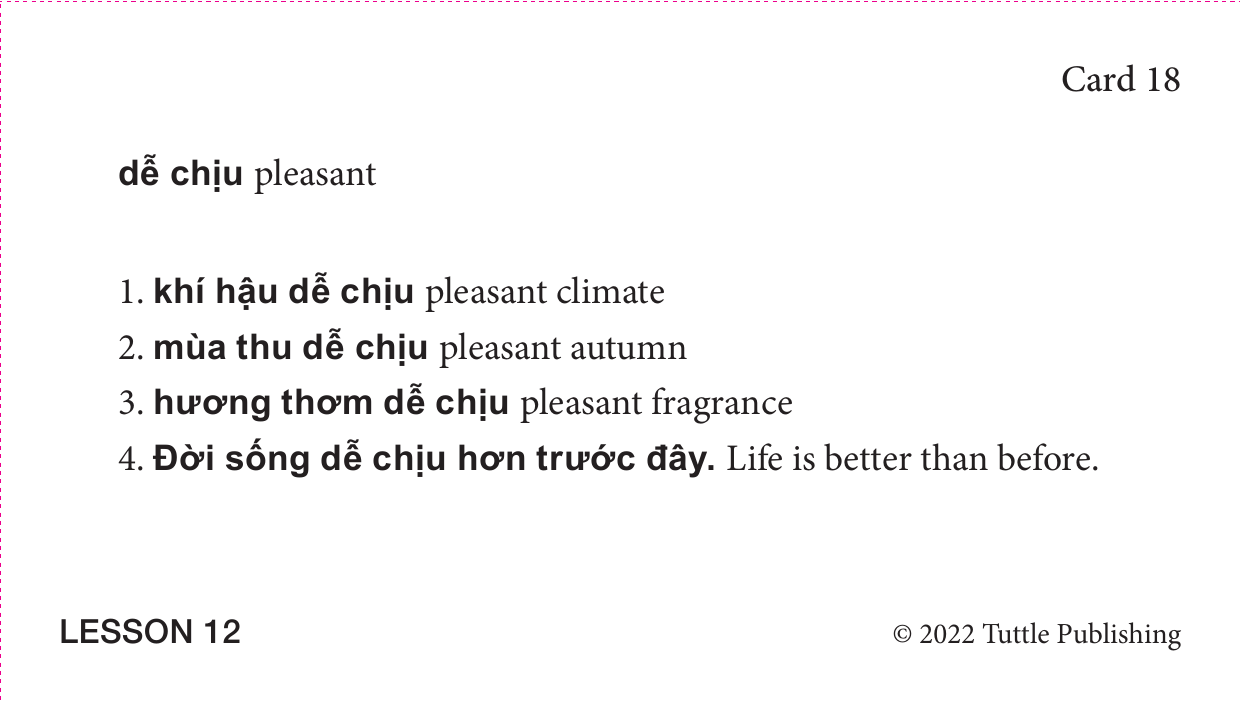 Card 18
dễ chịu pleasant
1. khí hậu dễ chịu pleasant climate
2. mùa thu dễ chịu pleasant autumn
3. hương thơm dễ chịu pleasant fragrance
4. Đời sống dễ chịu hơn trước đây. Life is better than before.
LESSON 12
© 2022 Tuttle Publishing